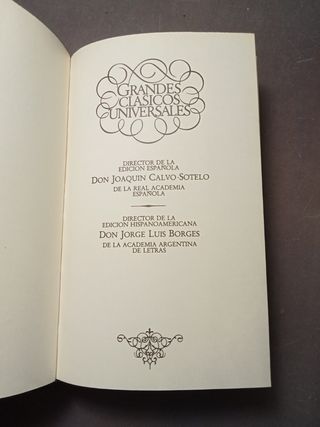 GRANDES
CLÁSICOS
UNIVERSALES
DIRECTOR DE LA
EDICION ESPAÑOLA
DON JOAQUIN CALVO-SOTELO
DE LA REAL ACADEMIA
ESPAÑOLA
DIRECTOR DE LA
EDICION HISPANOAMERICANA
DON JORGE LUIS BORGES
DE LA ACADEMIA ARGENTINA
DE LETRAS